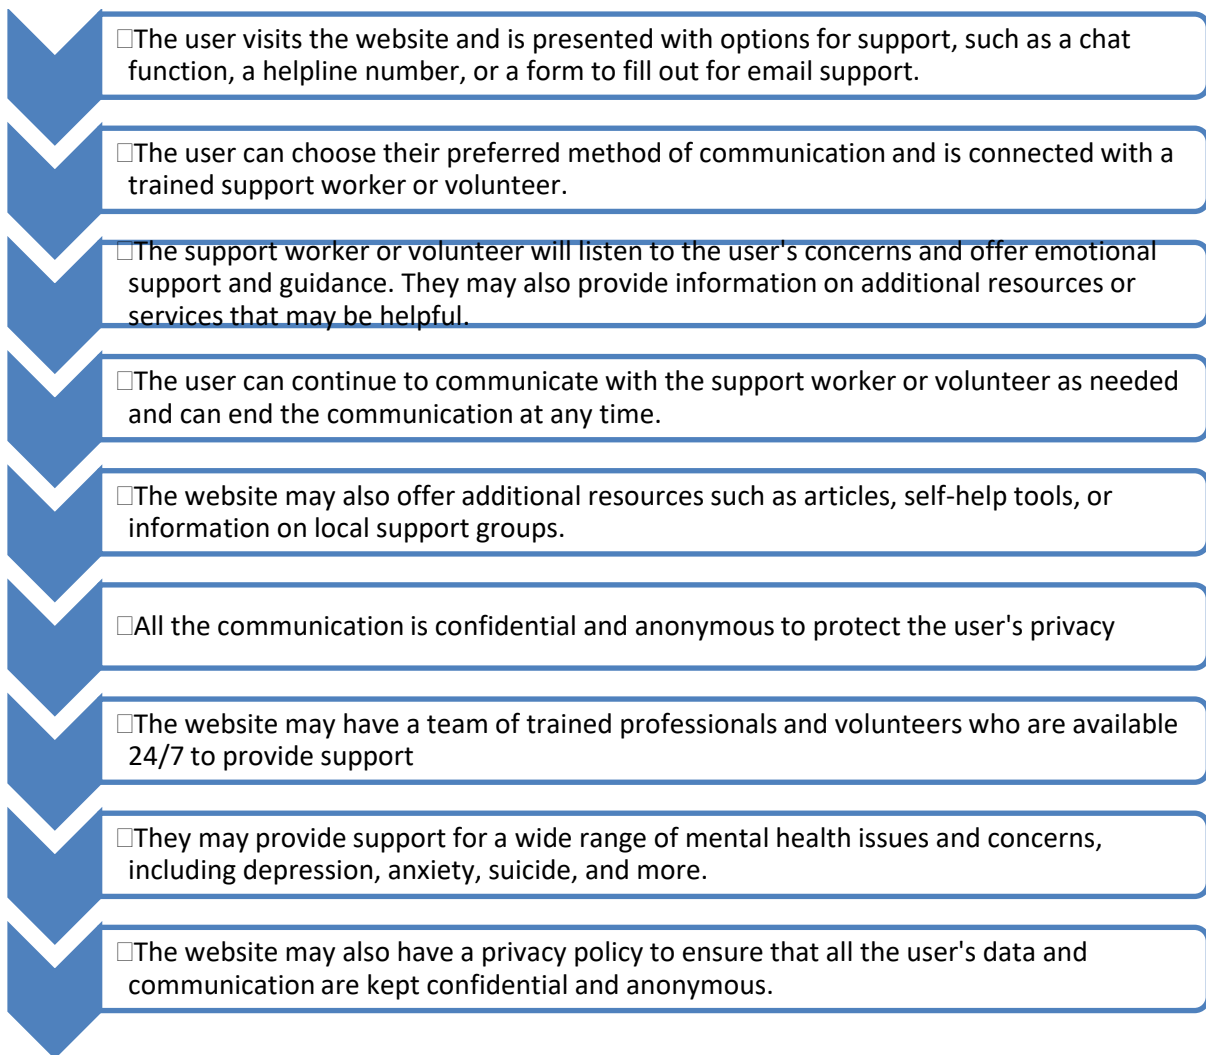 □The user visits the website and is presented with options for support, such as a chat
function, a helpline number, or a form to fill out for email support.
□The user can choose their preferred method of communication and is connected with a
trained support worker or volunteer.
□The support worker or volunteer will listen to the user's concerns and offer emotional
support and guidance. They may also provide information on additional resources or
services that may be helpful.
□The user can continue to communicate with the support worker or volunteer as needed
and can end the communication at any time.
□The website may also offer additional resources such as articles, self-help tools, or
information on local support groups.
□All the communication is confidential and anonymous to protect the user's privacy
□The website may have a team of trained professionals and volunteers who are available
24/7 to provide support
□They may provide support for a wide range of mental health issues and concerns,
including depression, anxiety, suicide, and more.
□The website may also have a privacy policy to ensure that all the user's data and
communication are kept confidential and anonymous.